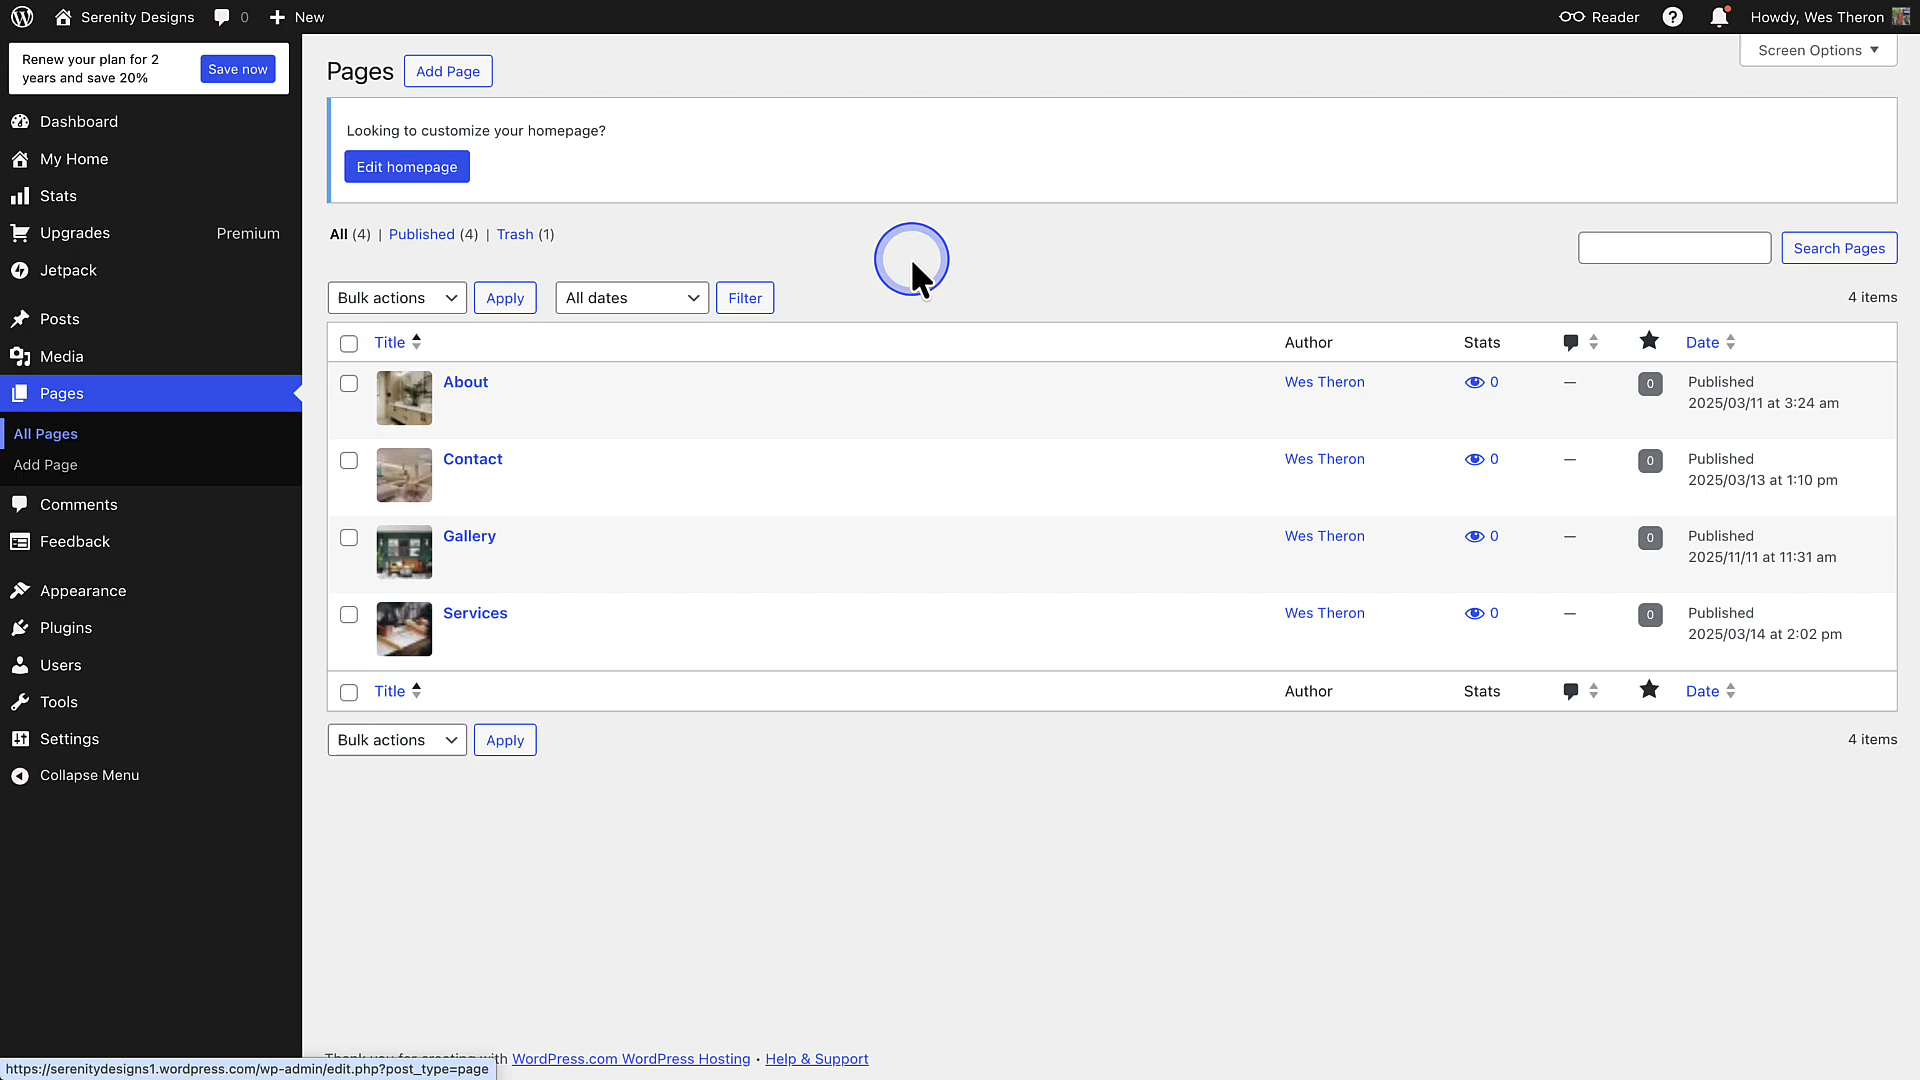 Serenity Designs 0 New Reader Howdy, Wes Theron
Renew your plan for 2
years and save 20%
Save now
Screen Options
Pages Add Page
Looking to customize your homepage?
Edit homepage
Dashboard
My Home
Stats
Upgrades Premium
Jetpack
Posts
Media
Pages
All Pages
Add Page
Comments
Feedback
Appearance
Plugins
Users
Tools
Settings
Collapse Menu
All (4) | Published (4) | Trash (1)
Search Pages
Bulk actions Apply All dates Filter 4 items
Title Author Stats Date
About Wes Theron 0 — 0 Published
2025/03/11 at 3:24 am
Contact Wes Theron 0 — 0 Published
2025/03/13 at 1:10 pm
Gallery Wes Theron 0 — 0 Published
2025/11/11 at 11:31 am
Services Wes Theron 0 — 0 Published
2025/03/14 at 2:02 pm
Title Author Stats Date
Bulk actions Apply 4 items
Thank you for creating with WordPress.com WordPress Hosting • Help & Support
https://serenitydesigns1.wordpress.com/wp-admin/edit.php?post_type=page